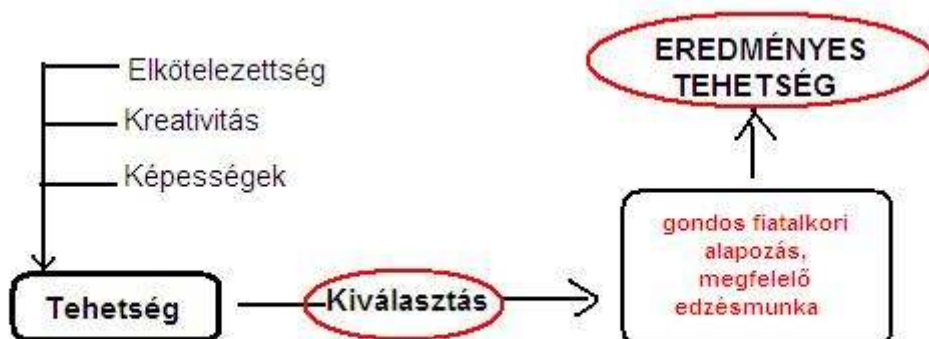 Elkötelezettség
Kreativitás
Képességek
Tehetség
Kiválasztás
gondos fiatalkori
alapozás,
megfelelő
edzésmunka
EREDMÉNYES
TEHETSÉG